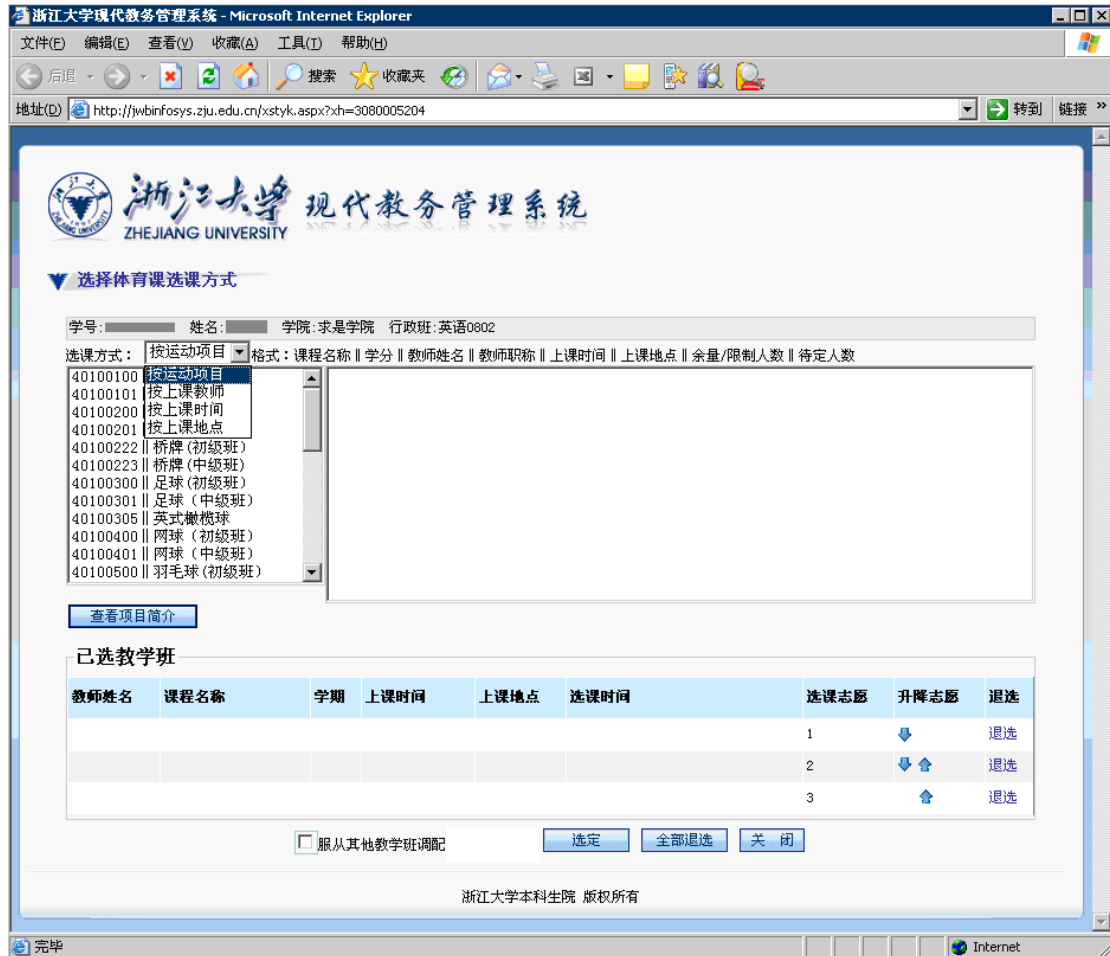 浙江大学现代教务管理系统 - Microsoft Internet Explorer
文件(F) 编辑(E) 查看(V) 收藏(A) 工具(T) 帮助(H)
后退 搜索 收藏夹
地址(D) http://jwbinfosys.zju.edu.cn/xstyk.aspx?xh=3080005204 转到 链接 »
浙江大学 现代教务管理系统
ZHEJIANG UNIVERSITY
选择体育课选课方式
学号: 姓名: 学院:求是学院 行政班:英语0802
选课方式: 按运动项目 格式:课程名称‖学分‖教师姓名‖教师职称‖上课时间‖上课地点‖余量/限制人数‖待定人数
40100100 按运动项目
40100101 按上课教师
40100200 按上课时间
40100201 按上课地点
40100222‖桥牌(初级班)
40100223‖桥牌(中级班)
40100300‖足球(初级班)
40100301‖足球(中级班)
40100305‖英式橄榄球
40100400‖网球(初级班)
40100401‖网球(中级班)
40100500‖羽毛球(初级班)
查看项目简介
已选教学班
教师姓名 课程名称 学期 上课时间 上课地点 选课时间 选课志愿 升降志愿 退选
1 退选
2 退选
3 退选
服从其他教学班调配 选定 全部退选 关 闭
浙江大学本科生院 版权所有
完毕 Internet